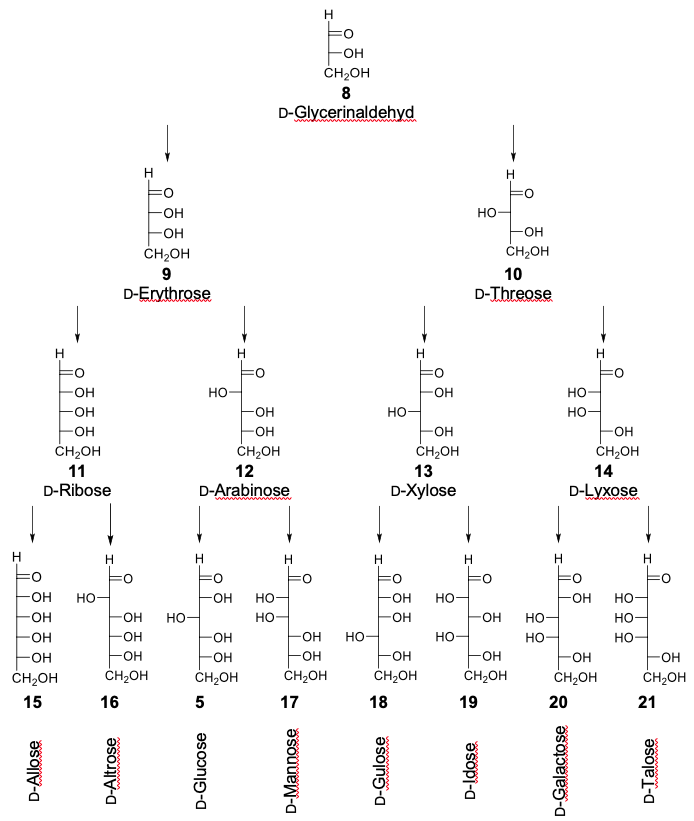 H
O
OH
CH₂OH
8
D-Glycerinaldehyd
H
O
OH
OH
CH₂OH
9
D-Erythrose
H
O
HO
OH
CH₂OH
10
D-Threose
H
O
OH
OH
OH
CH₂OH
11
D-Ribose
H
O
HO
OH
OH
CH₂OH
12
D-Arabinose
H
O
OH
HO
OH
CH₂OH
13
D-Xylose
H
O
HO
HO
OH
CH₂OH
14
D-Lyxose
H
O
OH
OH
OH
OH
CH₂OH
15
D-Allose
H
O
HO
OH
OH
OH
CH₂OH
16
D-Altrose
H
O
OH
HO
OH
OH
CH₂OH
5
D-Glucose
H
O
HO
HO
OH
OH
CH₂OH
17
D-Mannose
H
O
OH
OH
HO
OH
CH₂OH
18
D-Gulose
H
O
HO
OH
HO
OH
CH₂OH
19
D-Idose
H
O
OH
HO
HO
OH
CH₂OH
20
D-Galactose
H
O
HO
HO
HO
OH
CH₂OH
21
D-Talose